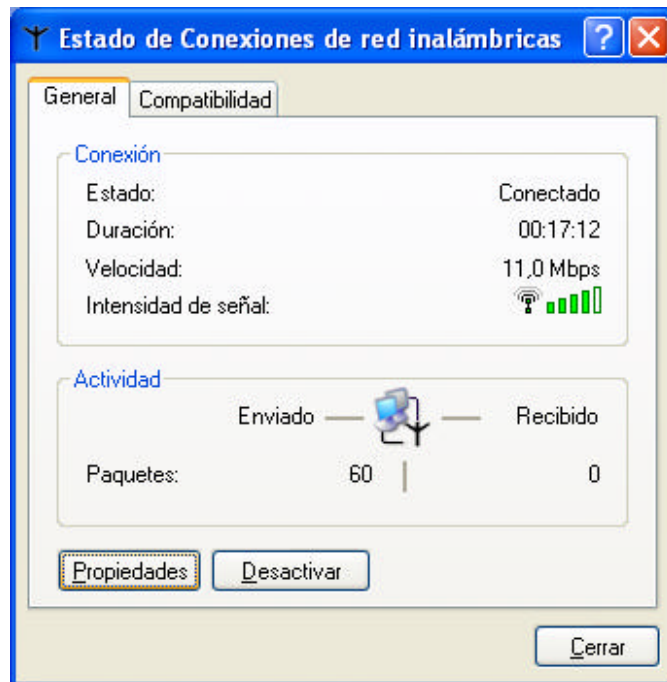 Estado de Conexiones de red inalámbricas
General Compatibilidad
Conexión
Estado: Conectado
Duración: 00:17:12
Velocidad: 11,0 Mbps
Intensidad de señal:
Actividad
Enviado Recibido
Paquetes: 60 0
Propiedades Desactivar
Cerrar